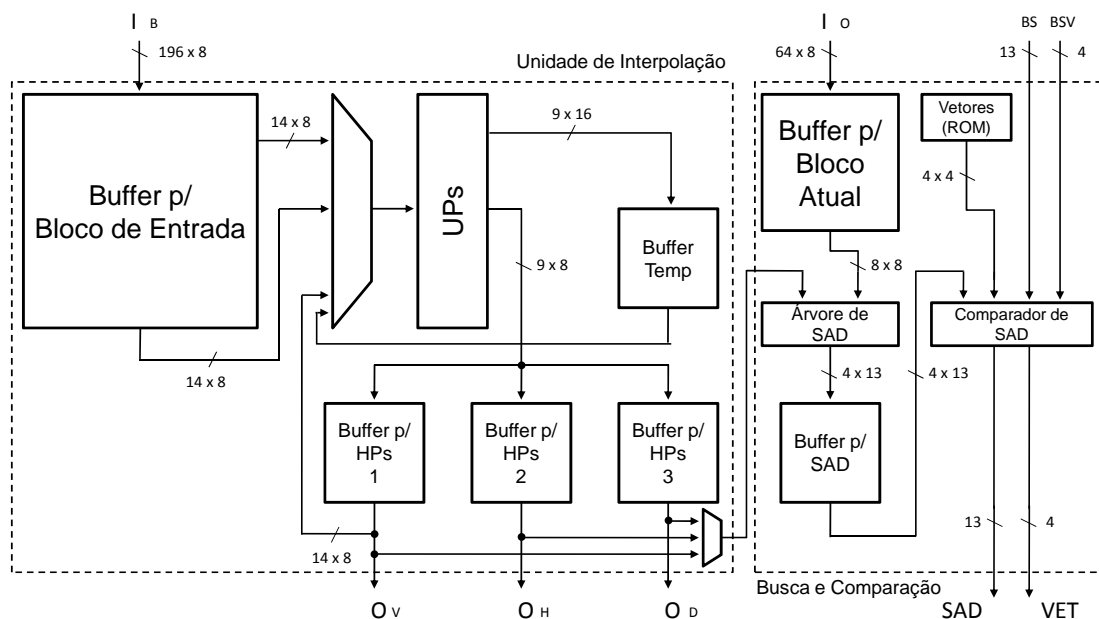 I B
I O
BS
BSV
196 x 8
64 x 8
13
4
Unidade de Interpolação
Buffer p/
Bloco de Entrada
14 x 8
14 x 8
UPs
9 x 16
9 x 8
Buffer
Temp
Buffer p/
Bloco
Atual
Vetores
(ROM)
4 x 4
8 x 8
Árvore de
SAD
Comparador de
SAD
4 x 13
4 x 13
Buffer p/
HPs
1
Buffer p/
HPs
2
Buffer p/
HPs
3
Buffer p/
SAD
14 x 8
13
4
Busca e Comparação
O V
O H
O D
SAD
VET